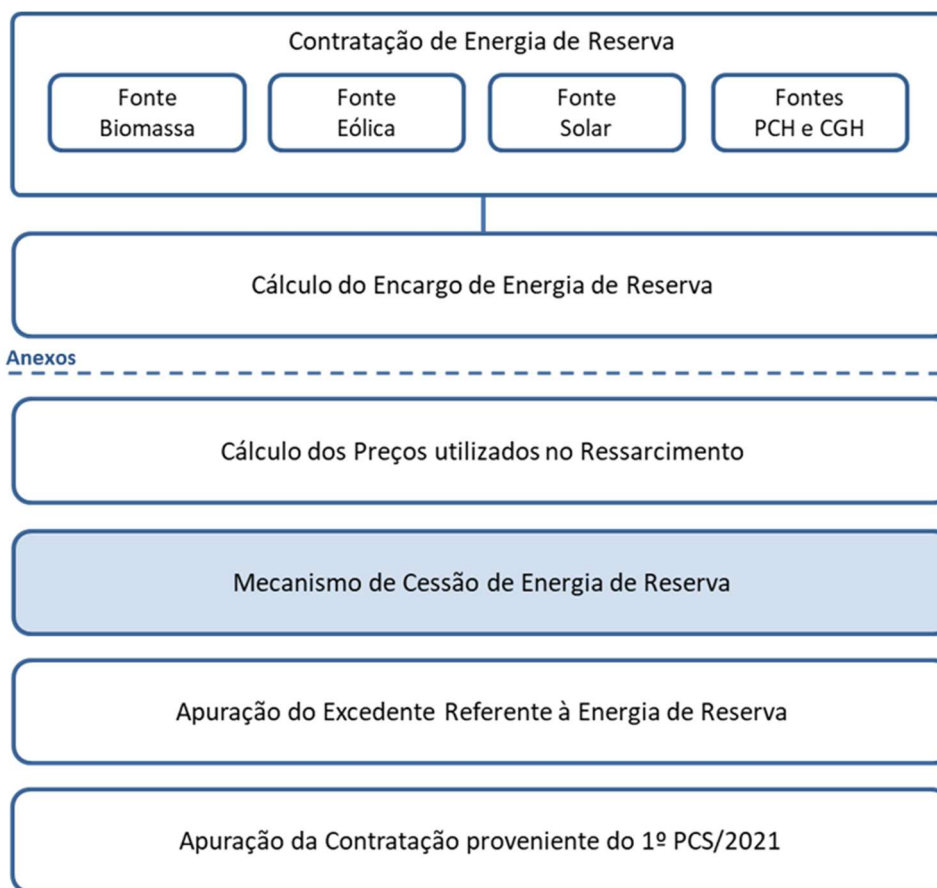 Contratação de Energia de Reserva
Fonte
Biomassa
Fonte
Eólica
Fonte
Solar
Fontes
PCH e CGH
Cálculo do Encargo de Energia de Reserva
Anexos
Cálculo dos Preços utilizados no Ressarcimento
Mecanismo de Cessão de Energia de Reserva
Apuração do Excedente Referente à Energia de Reserva
Apuração da Contratação proveniente do 1º PCS/2021